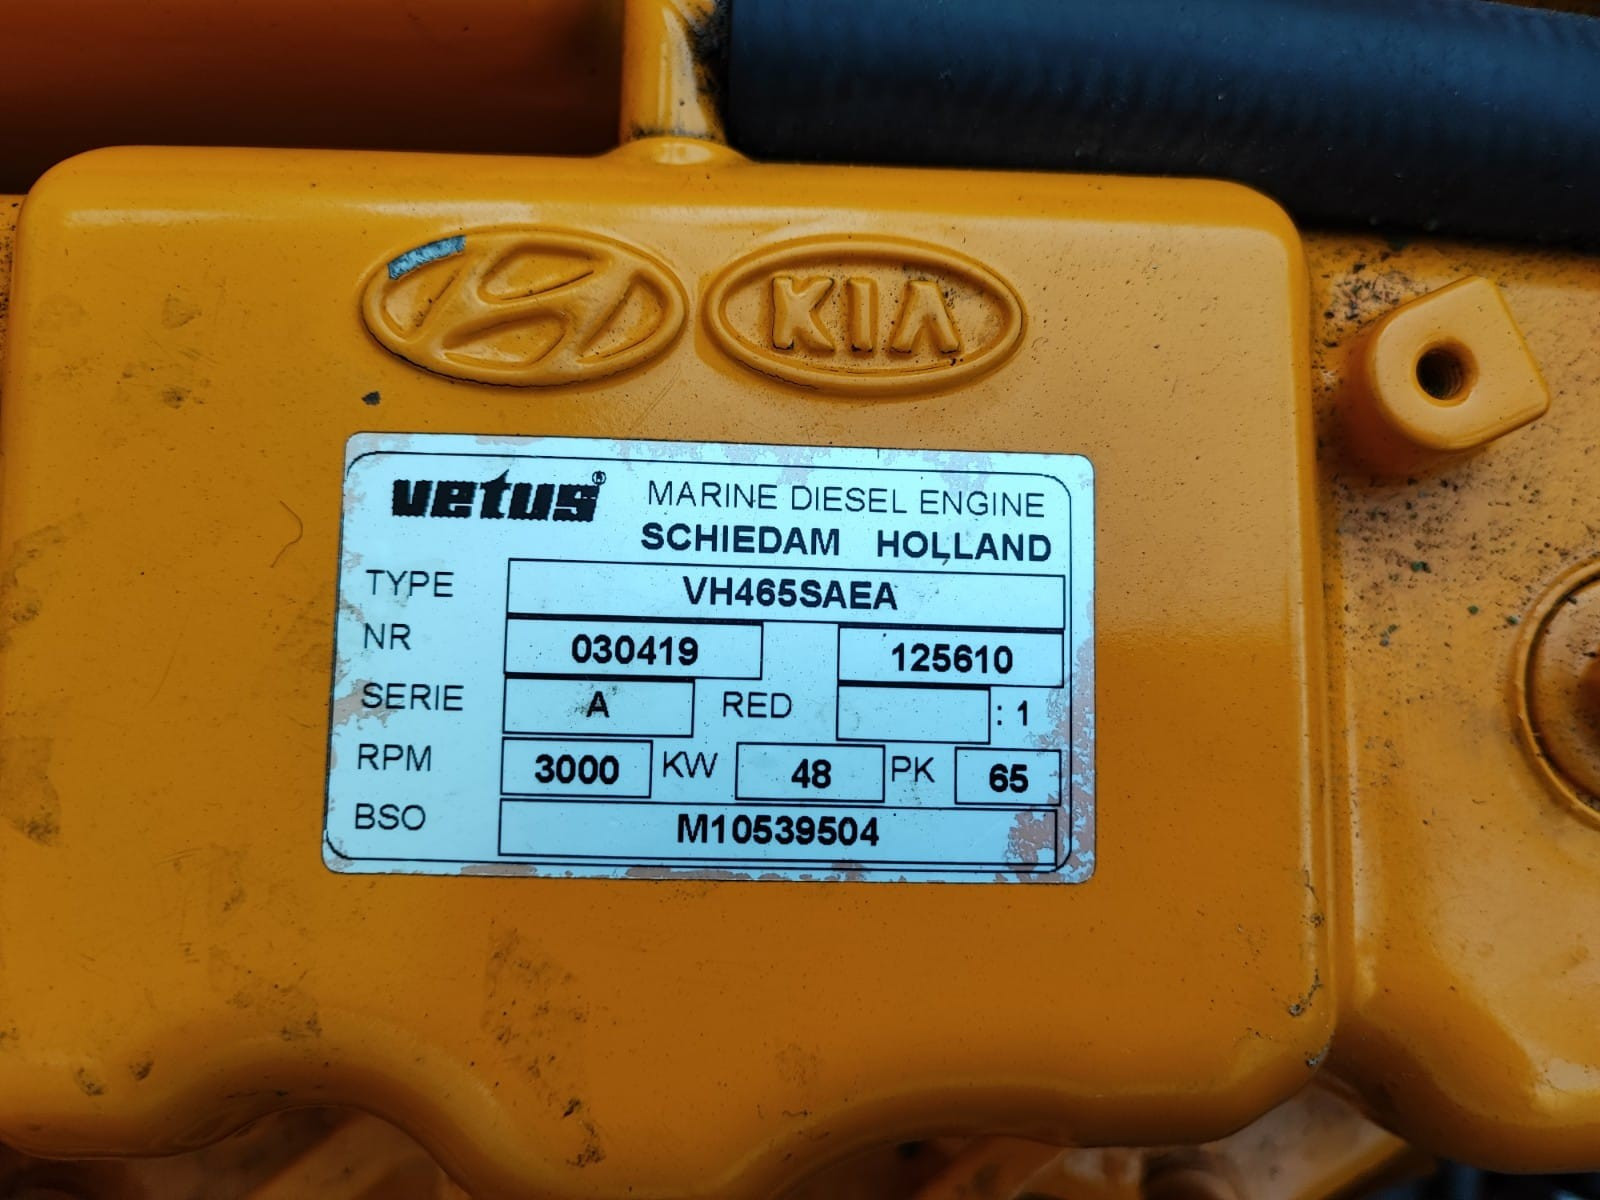 KIA
vetus® MARINE DIESEL ENGINE
SCHIEDAM HOLLAND
TYPE VH465SAEA
NR 030419 125610
SERIE A RED : 1
RPM 3000 KW 48 PK 65
BSO M10539504